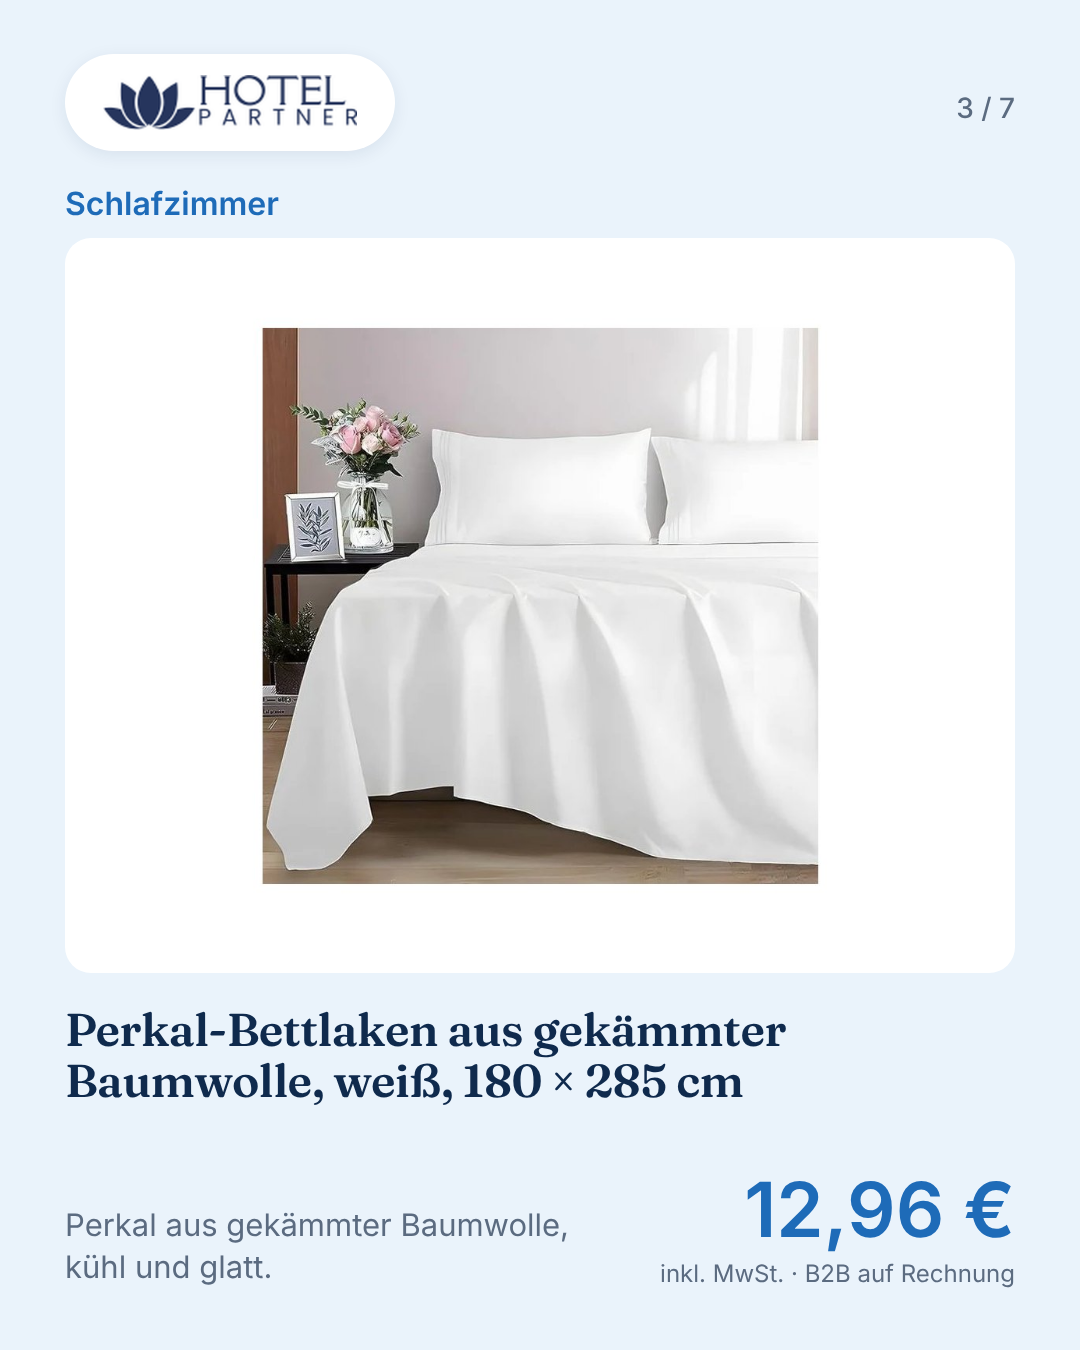 HOTEL
PARTNER
3 / 7
Schlafzimmer
Perkal-Bettlaken aus gekämmter
Baumwolle, weiß, 180 × 285 cm
Perkal aus gekämmter Baumwolle,
kühl und glatt.
12,96 €
inkl. MwSt. · B2B auf Rechnung